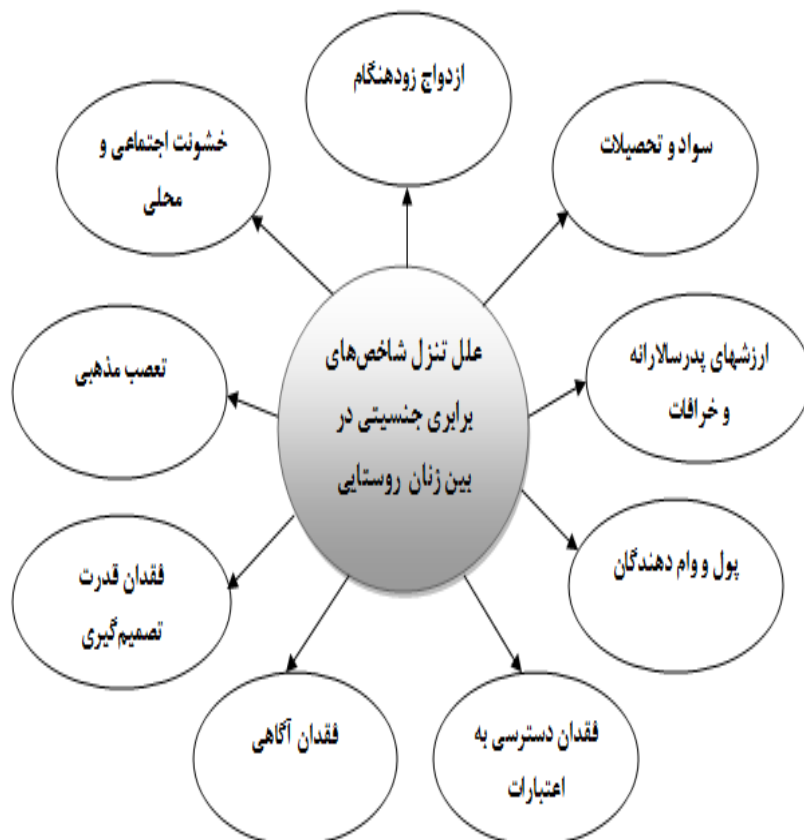 علل تنزل شاخص‌های
برابری جنسیتی در
بین زنان روستایی
ازدواج زودهنگام
سواد و تحصیلات
ارزشهای پدرسالارانه
و خرافات
پول و وام دهندگان
فقدان دسترسی به
اعتبارات
فقدان آگاهی
فقدان قدرت
تصمیم‌گیری
تعصب مذهبی
خشونت اجتماعی و
محلی